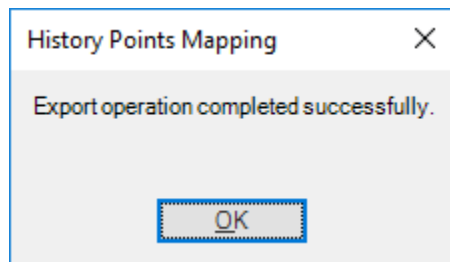 History Points Mapping
Export operation completed successfully.
OK